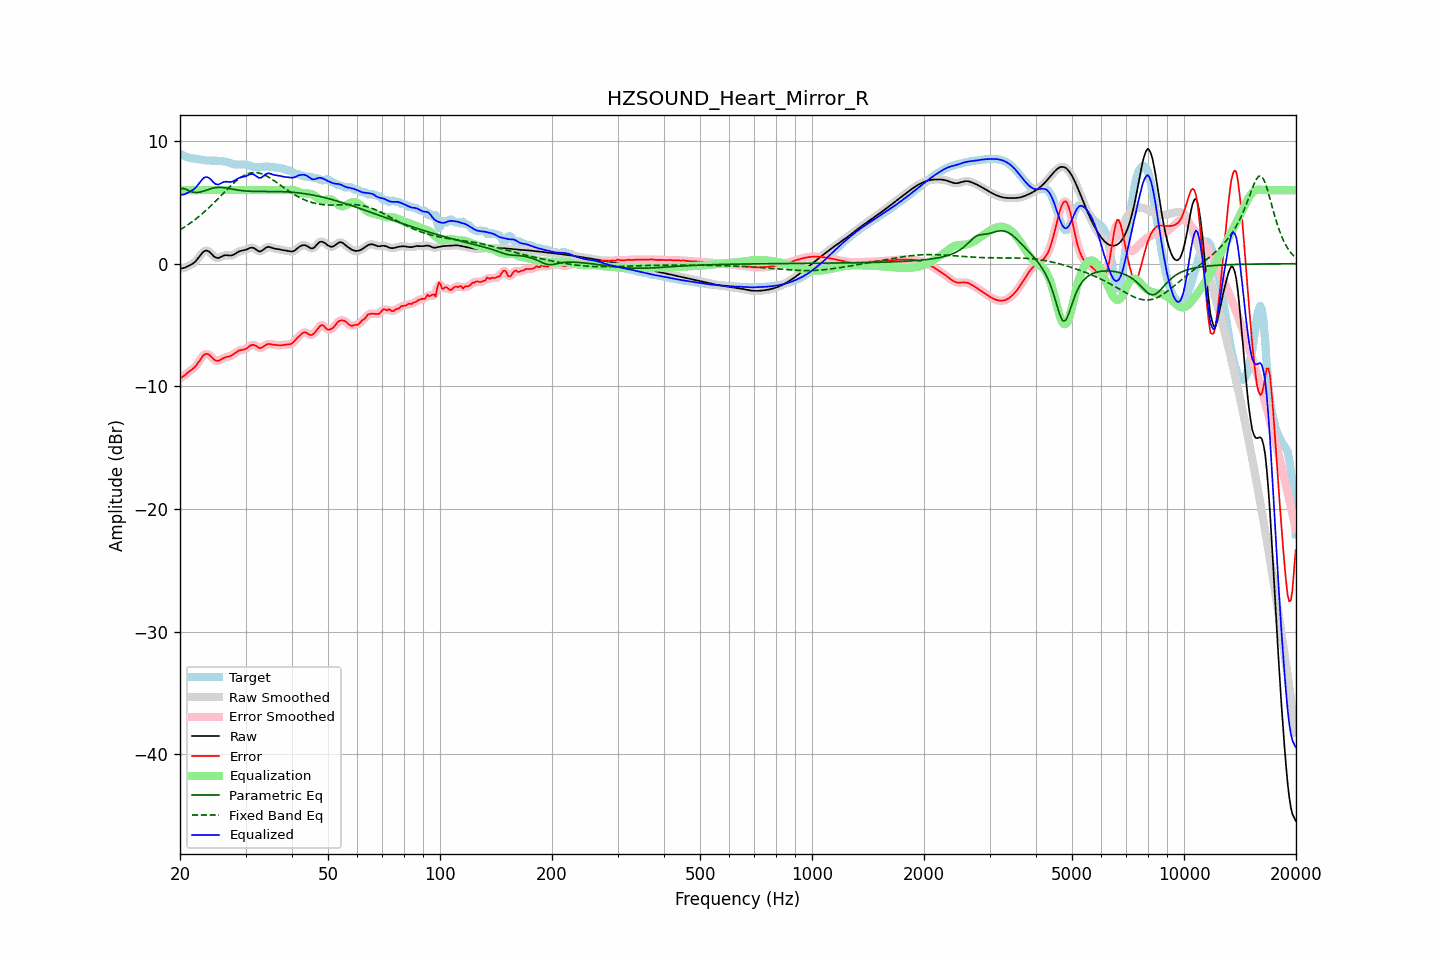 HZSOUND_Heart_Mirror_R
Amplitude (dBr)
10
0
−10
−20
−30
−40
Target
Raw Smoothed
Error Smoothed
Raw
Error
Equalization
Parametric Eq
Fixed Band Eq
Equalized
20 50 100 200 500 1000 2000 5000 10000 20000
Frequency (Hz)